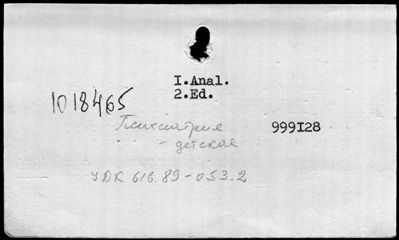 I.Anal.
2.Ed.
1018465
Психиатрия
999I28
- детская
УДК 616.89-053.2